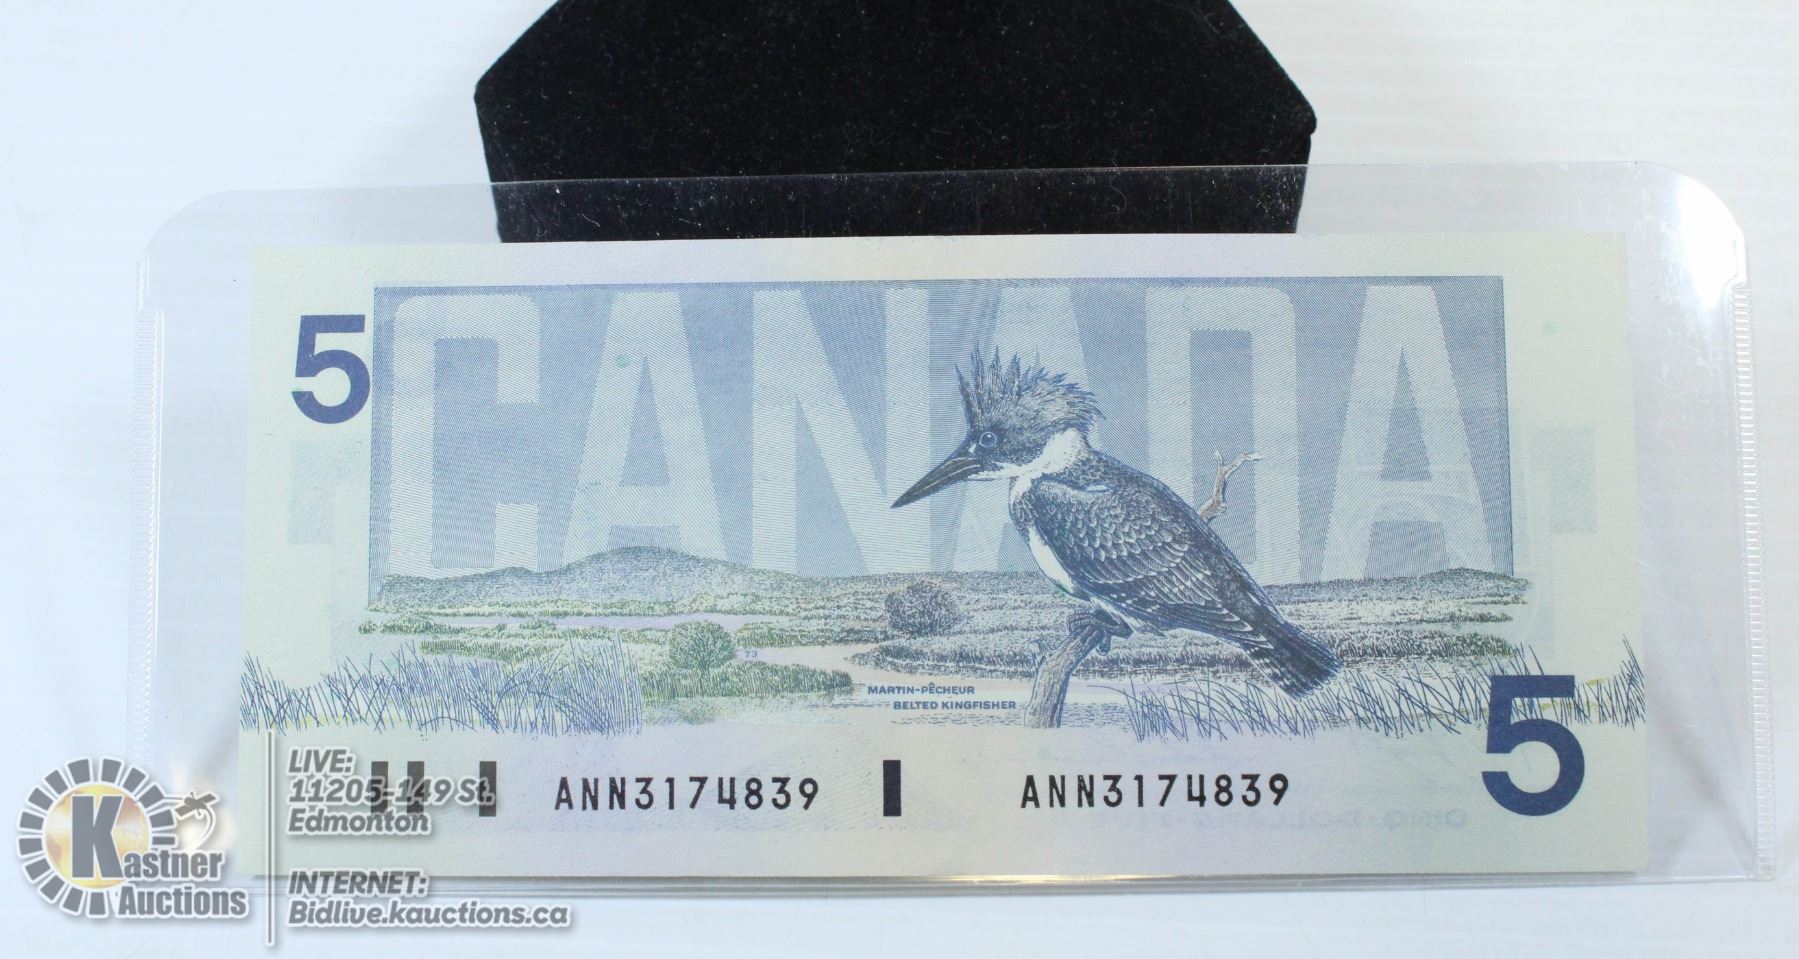 CANADA
5
73
MARTIN-PÊCHEUR
BELTED KINGFISHER
5
ANN3174839
ANN3174839
K
KASTNER
AUCTIONS
LIVE:
11205-149 St.
Edmonton
INTERNET:
Bidlive.kauctions.ca